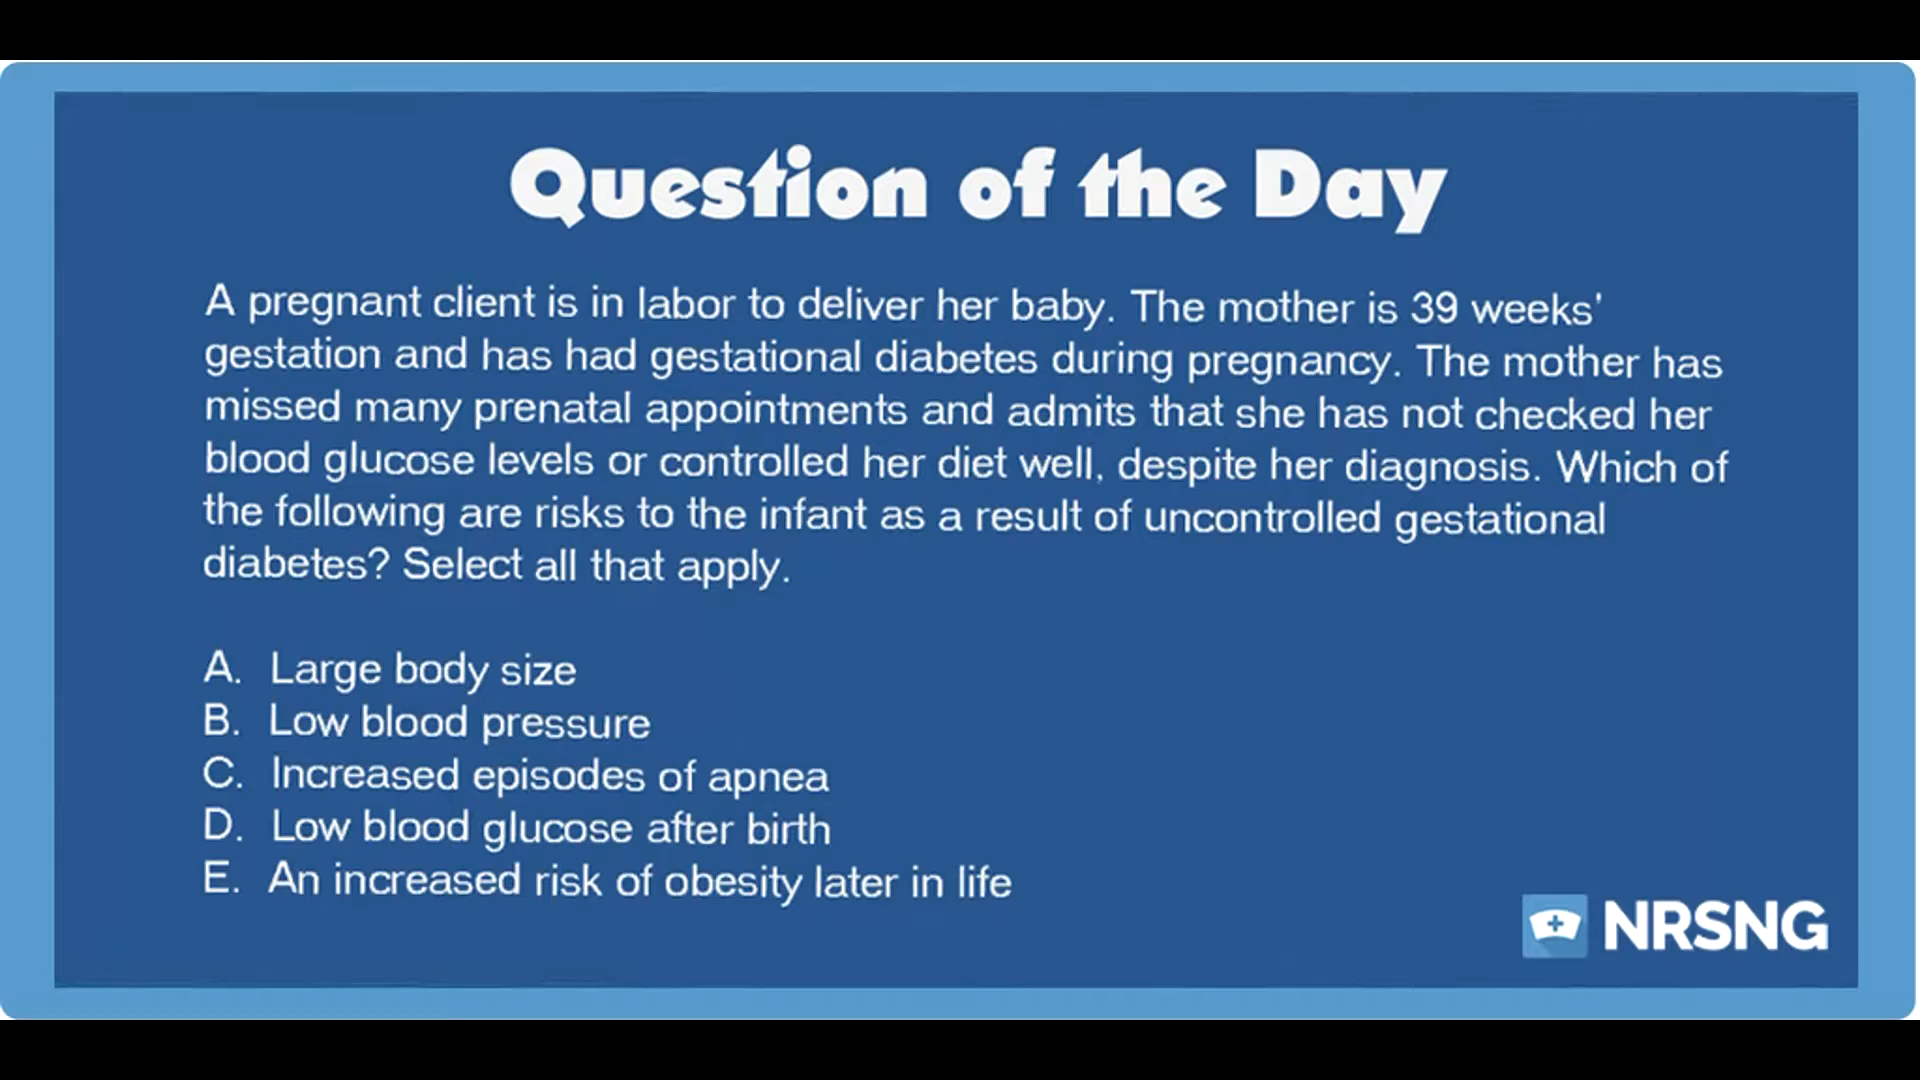 Question of the Day
A pregnant client is in labor to deliver her baby. The mother is 39 weeks'
gestation and has had gestational diabetes during pregnancy. The mother has
missed many prenatal appointments and admits that she has not checked her
blood glucose levels or controlled her diet well, despite her diagnosis. Which of
the following are risks to the infant as a result of uncontrolled gestational
diabetes? Select all that apply.
A. Large body size
B. Low blood pressure
C. Increased episodes of apnea
D. Low blood glucose after birth
E. An increased risk of obesity later in life
NRSNG